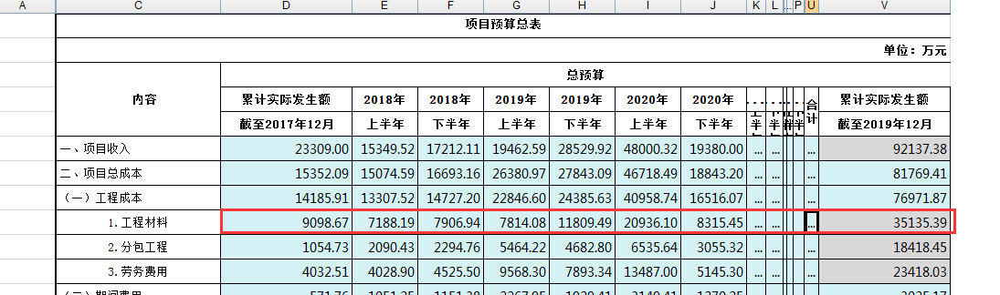 A C D E F G H I J K L ... P U V
项目预算总表
单位：万元
内容 总预算
累计实际发生额 2018年 2018年 2019年 2019年 2020年 2020年 合计 累计实际发生额
截至2017年12月 上半年 下半年 上半年 下半年 上半年 下半年 上半年 下半年 截至2019年12月
一、项目收入 23309.00 15349.52 17212.11 19462.59 28529.92 48000.32 19380.00 ... ... ... 92137.38
二、项目总成本 15352.09 15074.59 16693.16 26380.97 27843.09 46718.49 18843.20 ... ... ... 81769.41
（一）工程成本 14185.91 13307.52 14727.20 22846.60 24385.63 40958.74 16516.07 ... ... ... 76971.87
1.工程材料 9098.67 7188.19 7906.94 7814.08 11809.49 20936.10 8315.45 ... ... ... 35135.39
2.分包工程 1054.73 2090.43 2294.76 5464.22 4682.80 6535.64 3055.32 ... ... ... 18418.45
3.劳务费用 4032.51 4028.90 4525.50 9568.30 7893.34 13487.00 5145.30 ... ... ... 23418.03